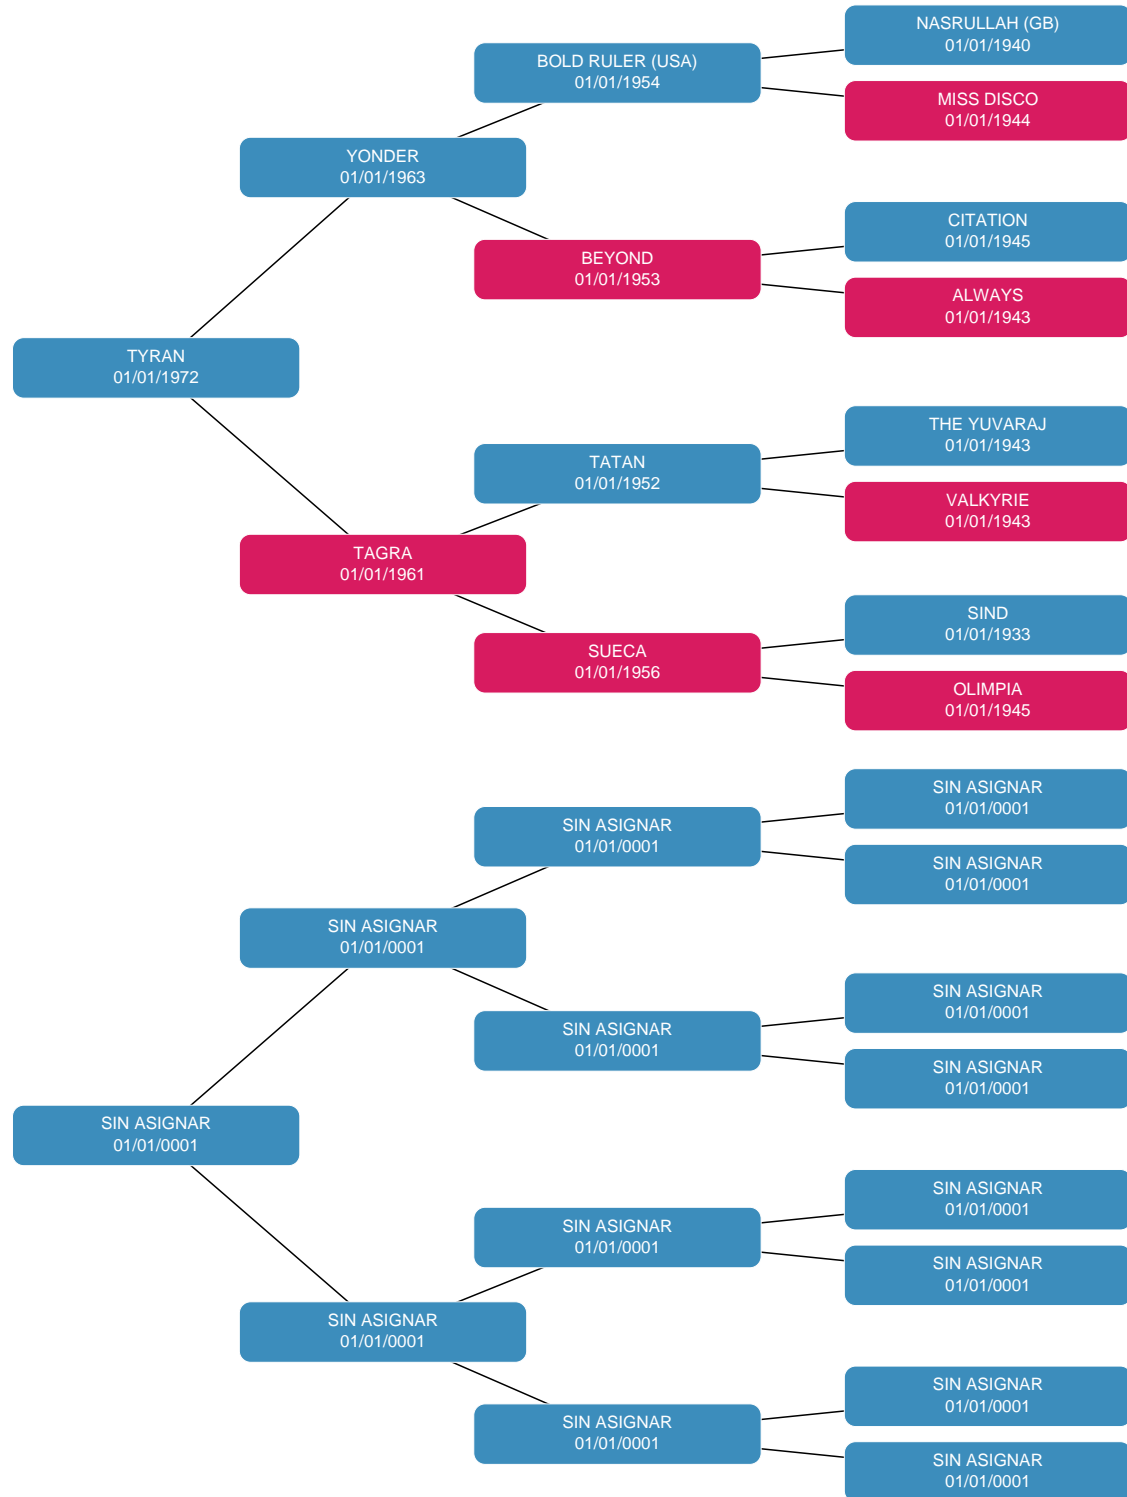 NASRULLAH (GB)
01/01/1940
BOLD RULER (USA)
01/01/1954
MISS DISCO
01/01/1944
YONDER
01/01/1963
CITATION
01/01/1945
BEYOND
01/01/1953
ALWAYS
01/01/1943
TYRAN
01/01/1972
THE YUVARAJ
01/01/1943
TATAN
01/01/1952
VALKYRIE
01/01/1943
TAGRA
01/01/1961
SIND
01/01/1933
SUECA
01/01/1956
OLIMPIA
01/01/1945
SIN ASIGNAR
01/01/0001
SIN ASIGNAR
01/01/0001
SIN ASIGNAR
01/01/0001
SIN ASIGNAR
01/01/0001
SIN ASIGNAR
01/01/0001
SIN ASIGNAR
01/01/0001
SIN ASIGNAR
01/01/0001
SIN ASIGNAR
01/01/0001
SIN ASIGNAR
01/01/0001
SIN ASIGNAR
01/01/0001
SIN ASIGNAR
01/01/0001
SIN ASIGNAR
01/01/0001
SIN ASIGNAR
01/01/0001
SIN ASIGNAR
01/01/0001
SIN ASIGNAR
01/01/0001